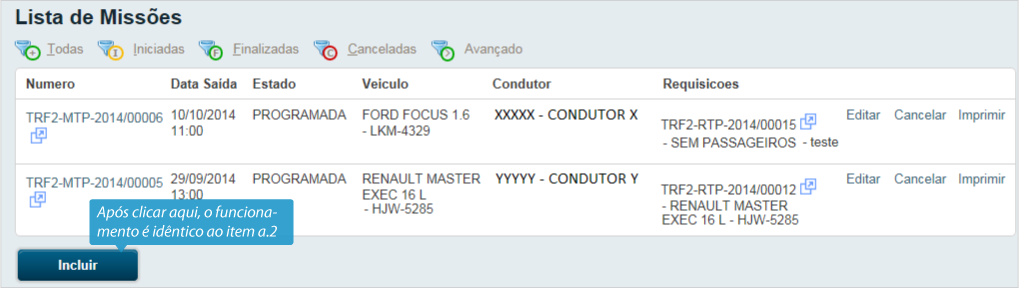 Lista de Missões
Todas Iniciadas Finalizadas Canceladas Avançado
Numero Data Saída Estado Veiculo Condutor Requisicoes
TRF2-MTP-2014/00006 10/10/2014 PROGRAMADA FORD FOCUS 1.6 XXXXX - CONDUTOR X TRF2-RTP-2014/00015 Editar Cancelar Imprimir
11:00 - LKM-4329 - SEM PASSAGEIROS - teste
TRF2-MTP-2014/00005 29/09/2014 PROGRAMADA RENAULT MASTER YYYYY - CONDUTOR Y TRF2-RTP-2014/00012 Editar Cancelar Imprimir
13:00 EXEC 16 L - RENAULT MASTER
- HJW-5285 EXEC 16 L - HJW-5285
Após clicar aqui, o funciona-
mento é idêntico ao item a.2
Incluir